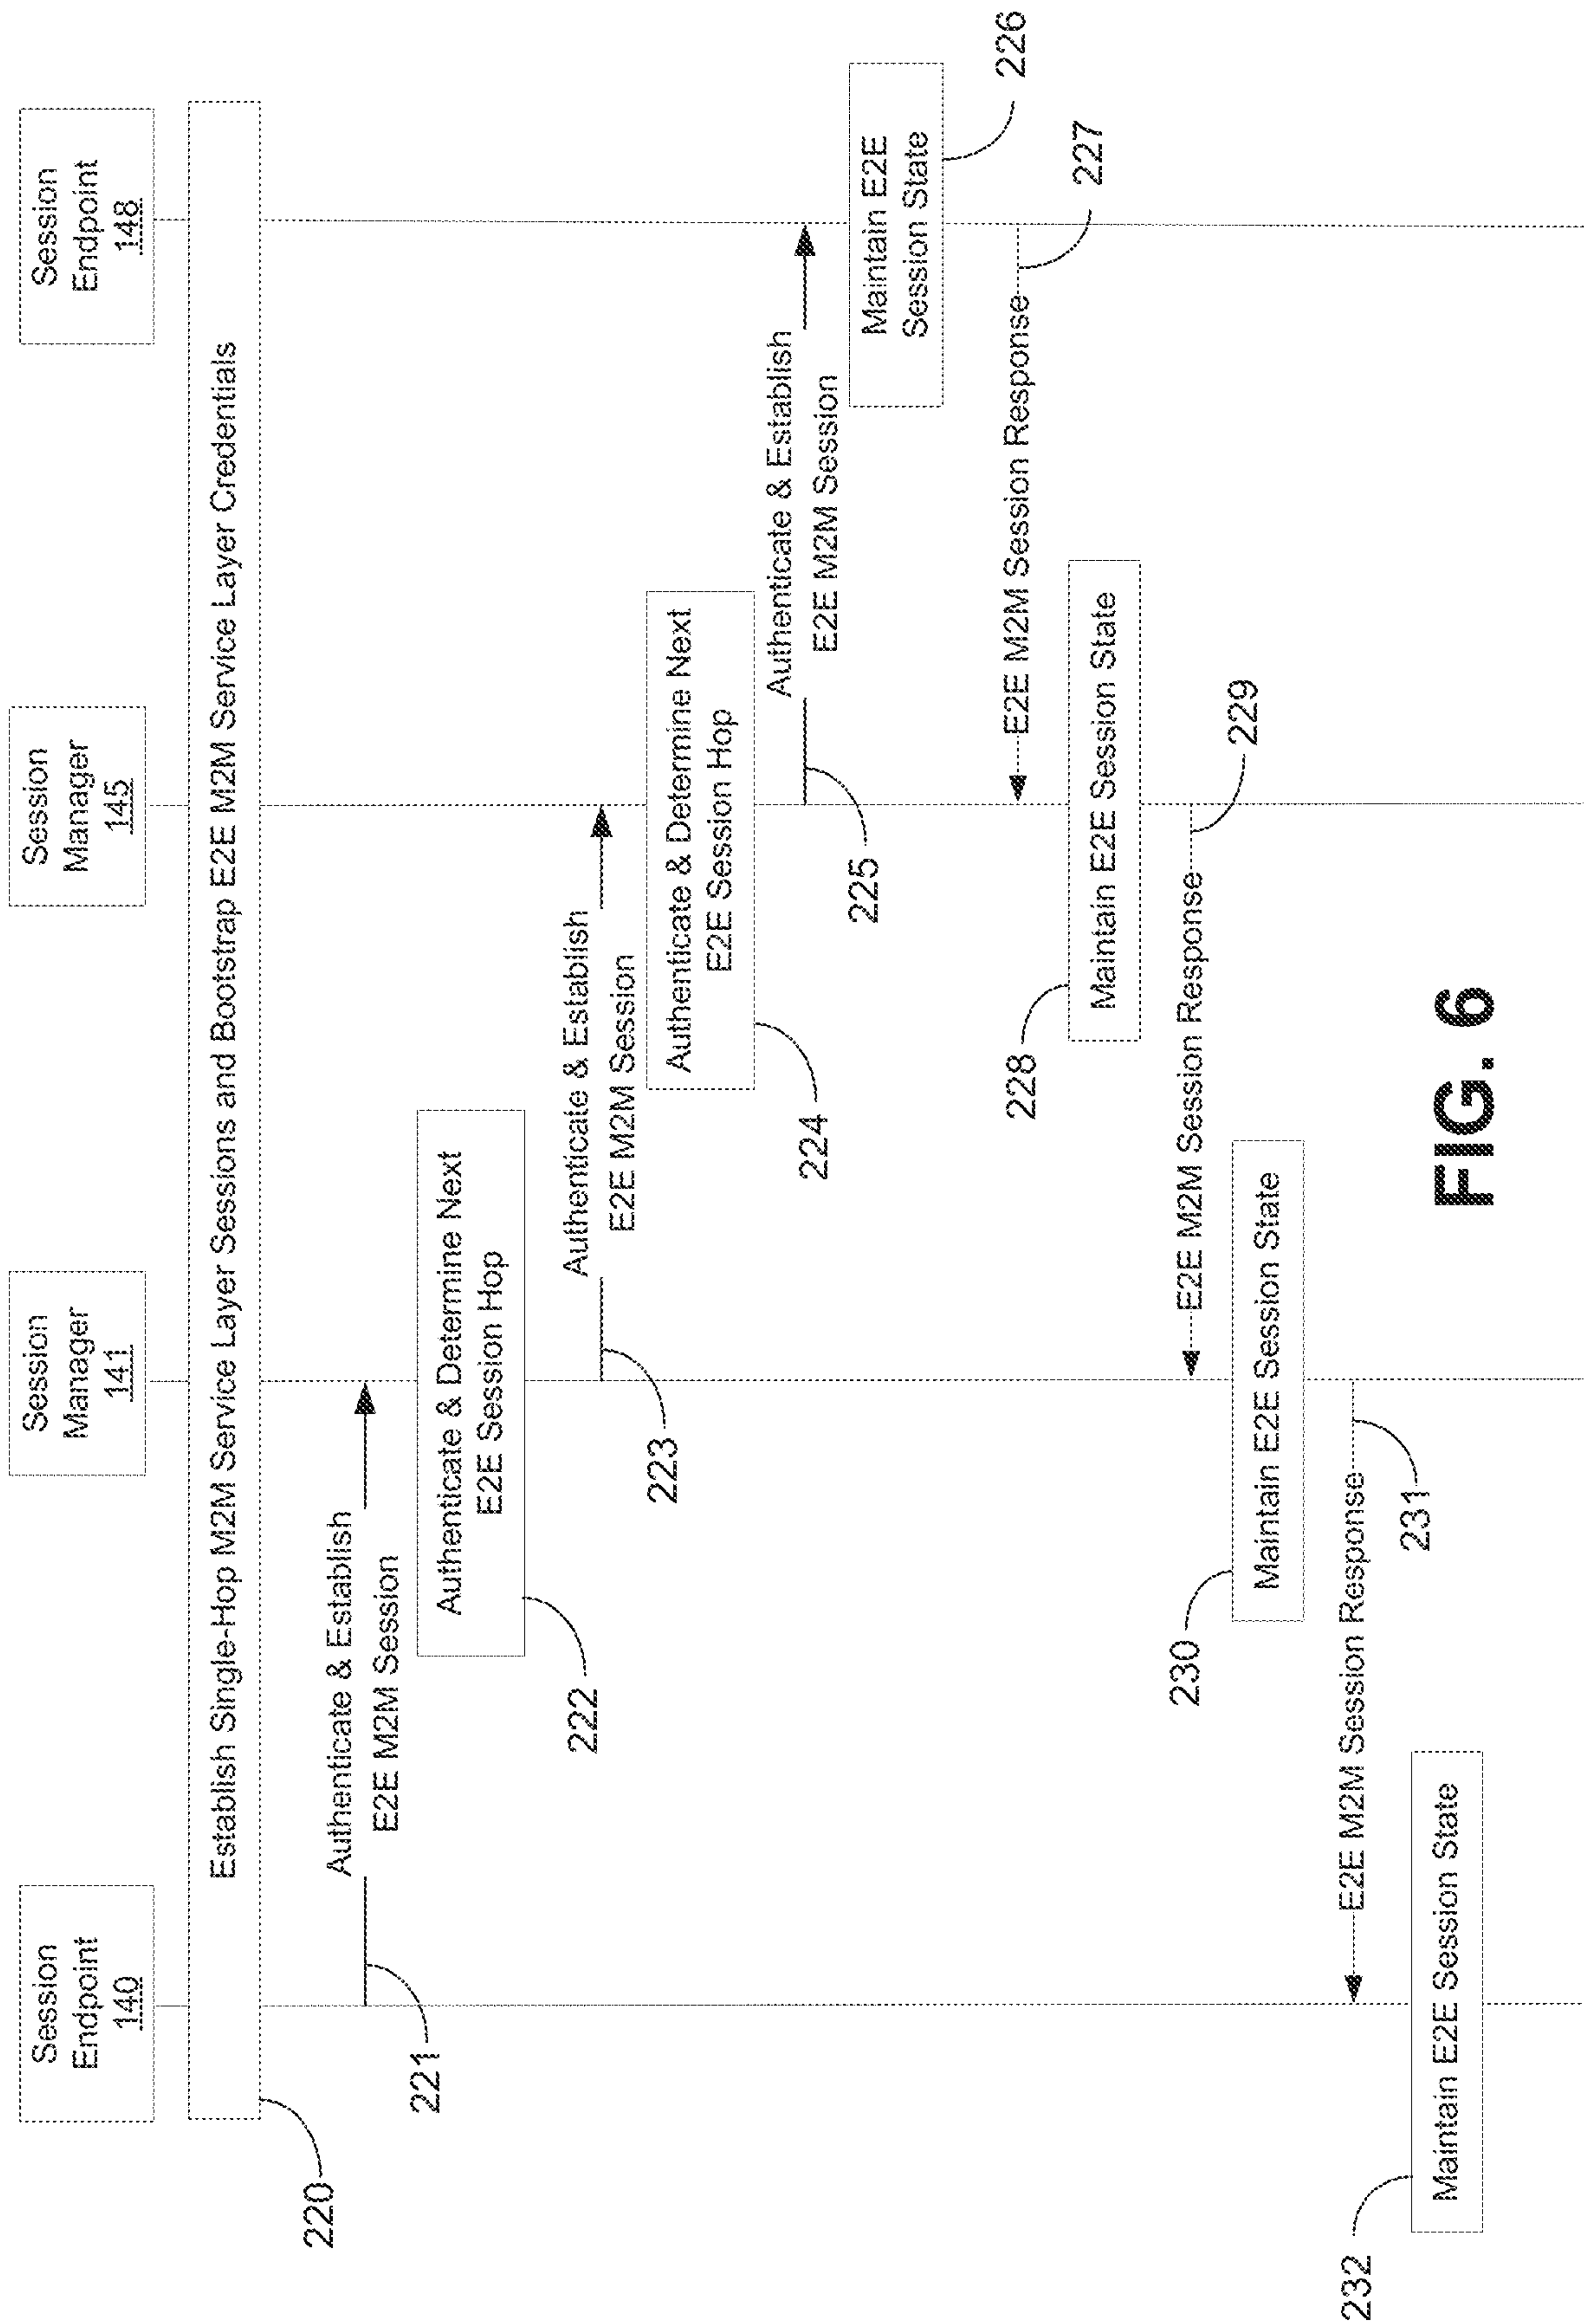 Session
Endpoint
140
Session
Manager
141
Session
Manager
145
Session
Endpoint
148
Establish Single-Hop M2M Service Layer Sessions and Bootstrap E2E M2M Service Layer Credentials
220
Authenticate & Establish
E2E M2M Session
221
Authenticate & Determine Next
E2E Session Hop
222
Authenticate & Establish
E2E M2M Session
223
Authenticate & Determine Next
E2E Session Hop
224
Authenticate & Establish
E2E M2M Session
225
Maintain E2E
Session State
226
E2E M2M Session Response
227
Maintain E2E Session State
228
E2E M2M Session Response
229
Maintain E2E Session State
230
E2E M2M Session Response
231
Maintain E2E Session State
232
FIG. 6